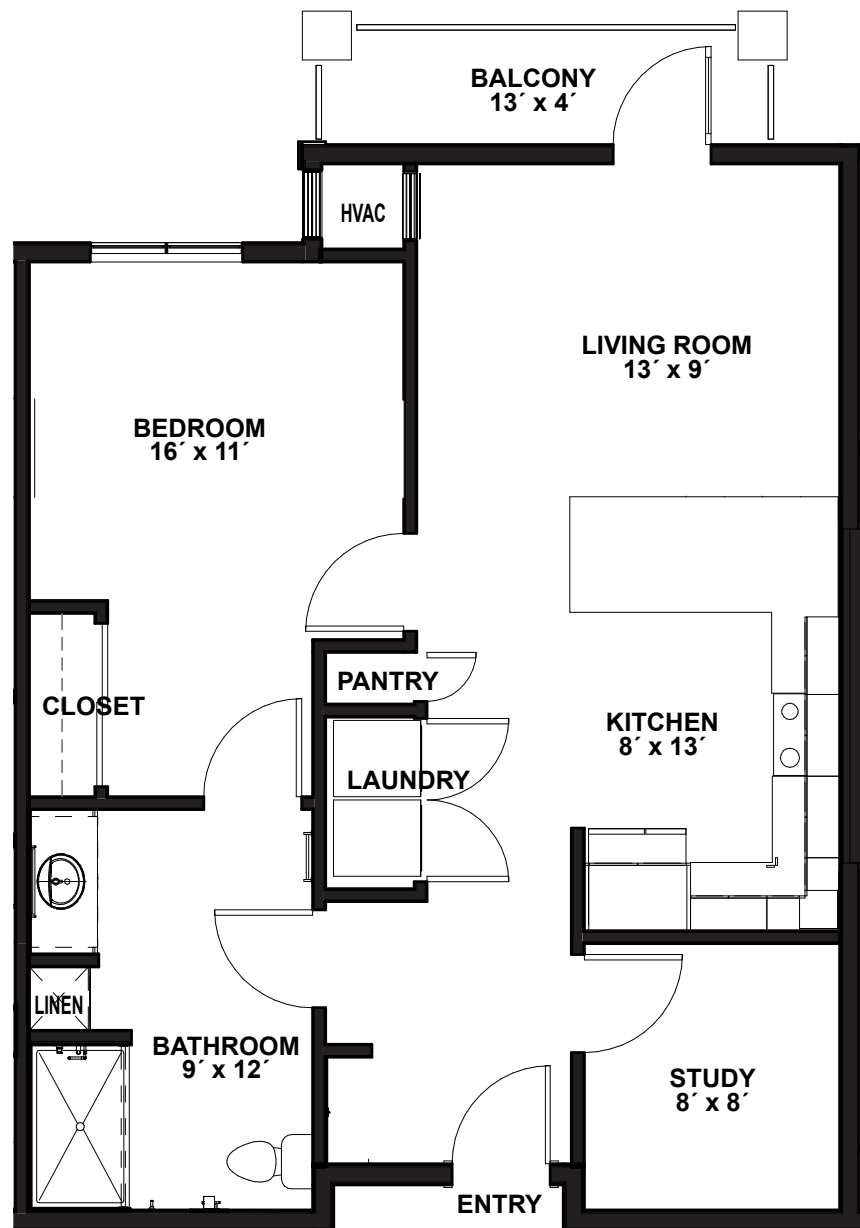 BALCONY
13´ x 4´
HVAC
LIVING ROOM
13´ x 9´
BEDROOM
16´ x 11´
PANTRY
CLOSET
KITCHEN
8´ x 13´
LAUNDRY
LINEN
BATHROOM
9´ x 12´
STUDY
8´ x 8´
ENTRY